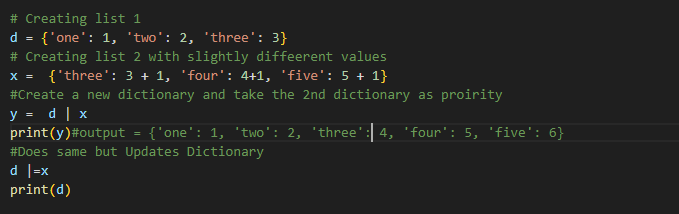 # Creating list 1
d = {'one': 1, 'two': 2, 'three': 3}
# Creating list 2 with slightly diffeerent values
x =  {'three': 3 + 1, 'four': 4+1, 'five': 5 + 1}
#Create a new dictionary and take the 2nd dictionary as proirity
y =  d | x
print(y)#output = {'one': 1, 'two': 2, 'three': 4, 'four': 5, 'five': 6}
#Does same but Updates Dictionary
d |=x
print(d)